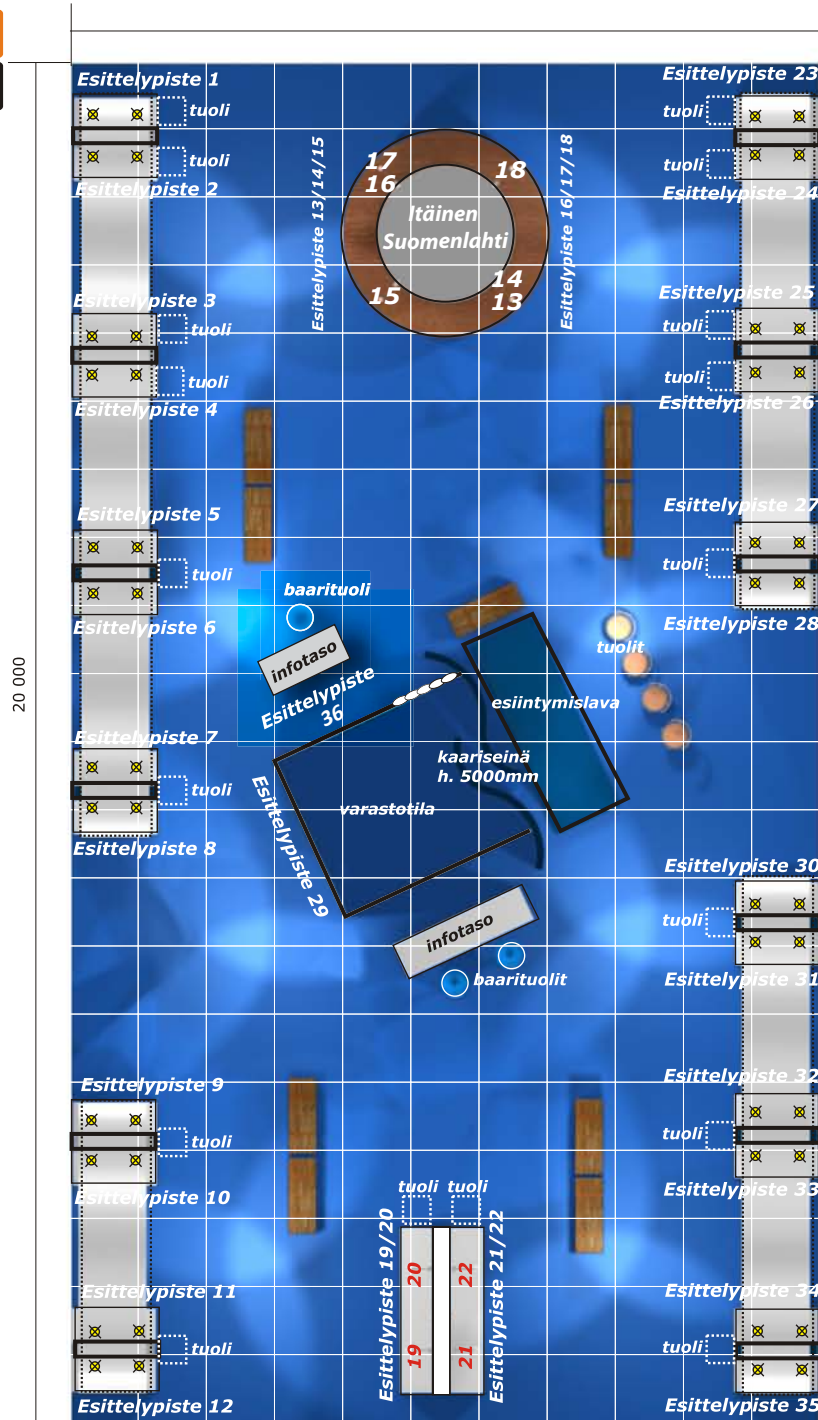 Esittelypiste 1
tuoli
tuoli
Esittelypiste 2
Esittelypiste 3
tuoli
tuoli
Esittelypiste 4
Esittelypiste 5
tuoli
Esittelypiste 6
Esittelypiste 7
tuoli
Esittelypiste 8
20 000
Esittelypiste 9
tuoli
Esittelypiste 10
Esittelypiste 11
tuoli
Esittelypiste 12
Esittelypiste 13/14/15
17
16
18
Itäinen
Suomenlahti
15
14
13
Esittelypiste 16/17/18
baarituoli
infotaso
Esittelypiste
36
esiintymislava
tuolit
kaariseinä
h. 5000mm
varastotila
Esittelypiste 29
infotaso
baarituolit
tuoli
tuoli
Esittelypiste 19/20
20
19
22
21
Esittelypiste 21/22
Esittelypiste 23
tuoli
tuoli
Esittelypiste 24
Esittelypiste 25
tuoli
tuoli
Esittelypiste 26
Esittelypiste 27
tuoli
Esittelypiste 28
Esittelypiste 30
tuoli
Esittelypiste 31
Esittelypiste 32
tuoli
Esittelypiste 33
Esittelypiste 34
tuoli
Esittelypiste 35